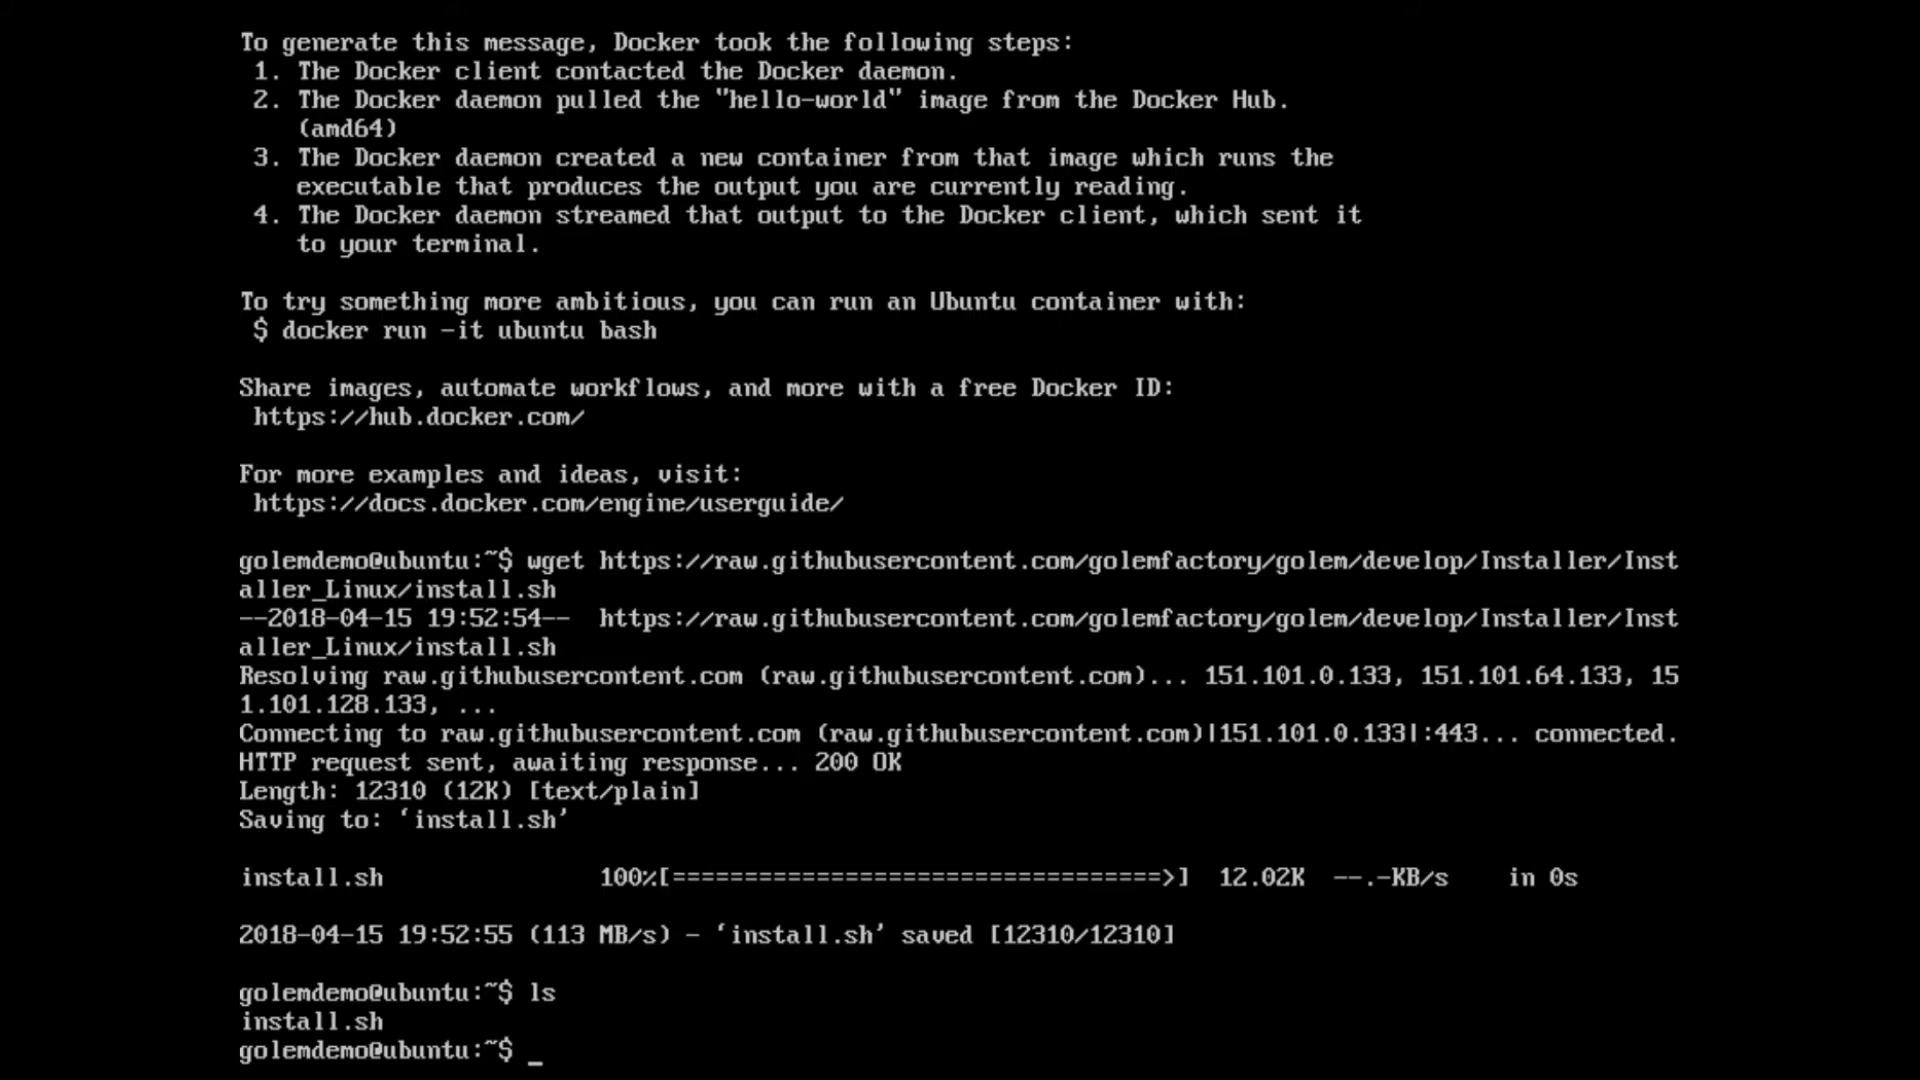 To generate this message, Docker took the following steps:
 1. The Docker client contacted the Docker daemon.
 2. The Docker daemon pulled the "hello-world" image from the Docker Hub.
    (amd64)
 3. The Docker daemon created a new container from that image which runs the
    executable that produces the output you are currently reading.
 4. The Docker daemon streamed that output to the Docker client, which sent it
    to your terminal.

To try something more ambitious, you can run an Ubuntu container with:
 $ docker run -it ubuntu bash

Share images, automate workflows, and more with a free Docker ID:
 https://hub.docker.com/

For more examples and ideas, visit:
 https://docs.docker.com/engine/userguide/

golemdemo@ubuntu:~$ wget https://raw.githubusercontent.com/golemfactory/golem/develop/Installer/Inst
aller_Linux/install.sh
--2018-04-15 19:52:54--  https://raw.githubusercontent.com/golemfactory/golem/develop/Installer/Inst
aller_Linux/install.sh
Resolving raw.githubusercontent.com (raw.githubusercontent.com)... 151.101.0.133, 151.101.64.133, 15
1.101.128.133, ...
Connecting to raw.githubusercontent.com (raw.githubusercontent.com)|151.101.0.133|:443... connected.
HTTP request sent, awaiting response... 200 OK
Length: 12310 (12K) [text/plain]
Saving to: ‘install.sh’

install.sh               100%[==================================>]  12.02K  --.-KB/s    in 0s

2018-04-15 19:52:55 (113 MB/s) - ‘install.sh’ saved [12310/12310]

golemdemo@ubuntu:~$ ls
install.sh
golemdemo@ubuntu:~$ _